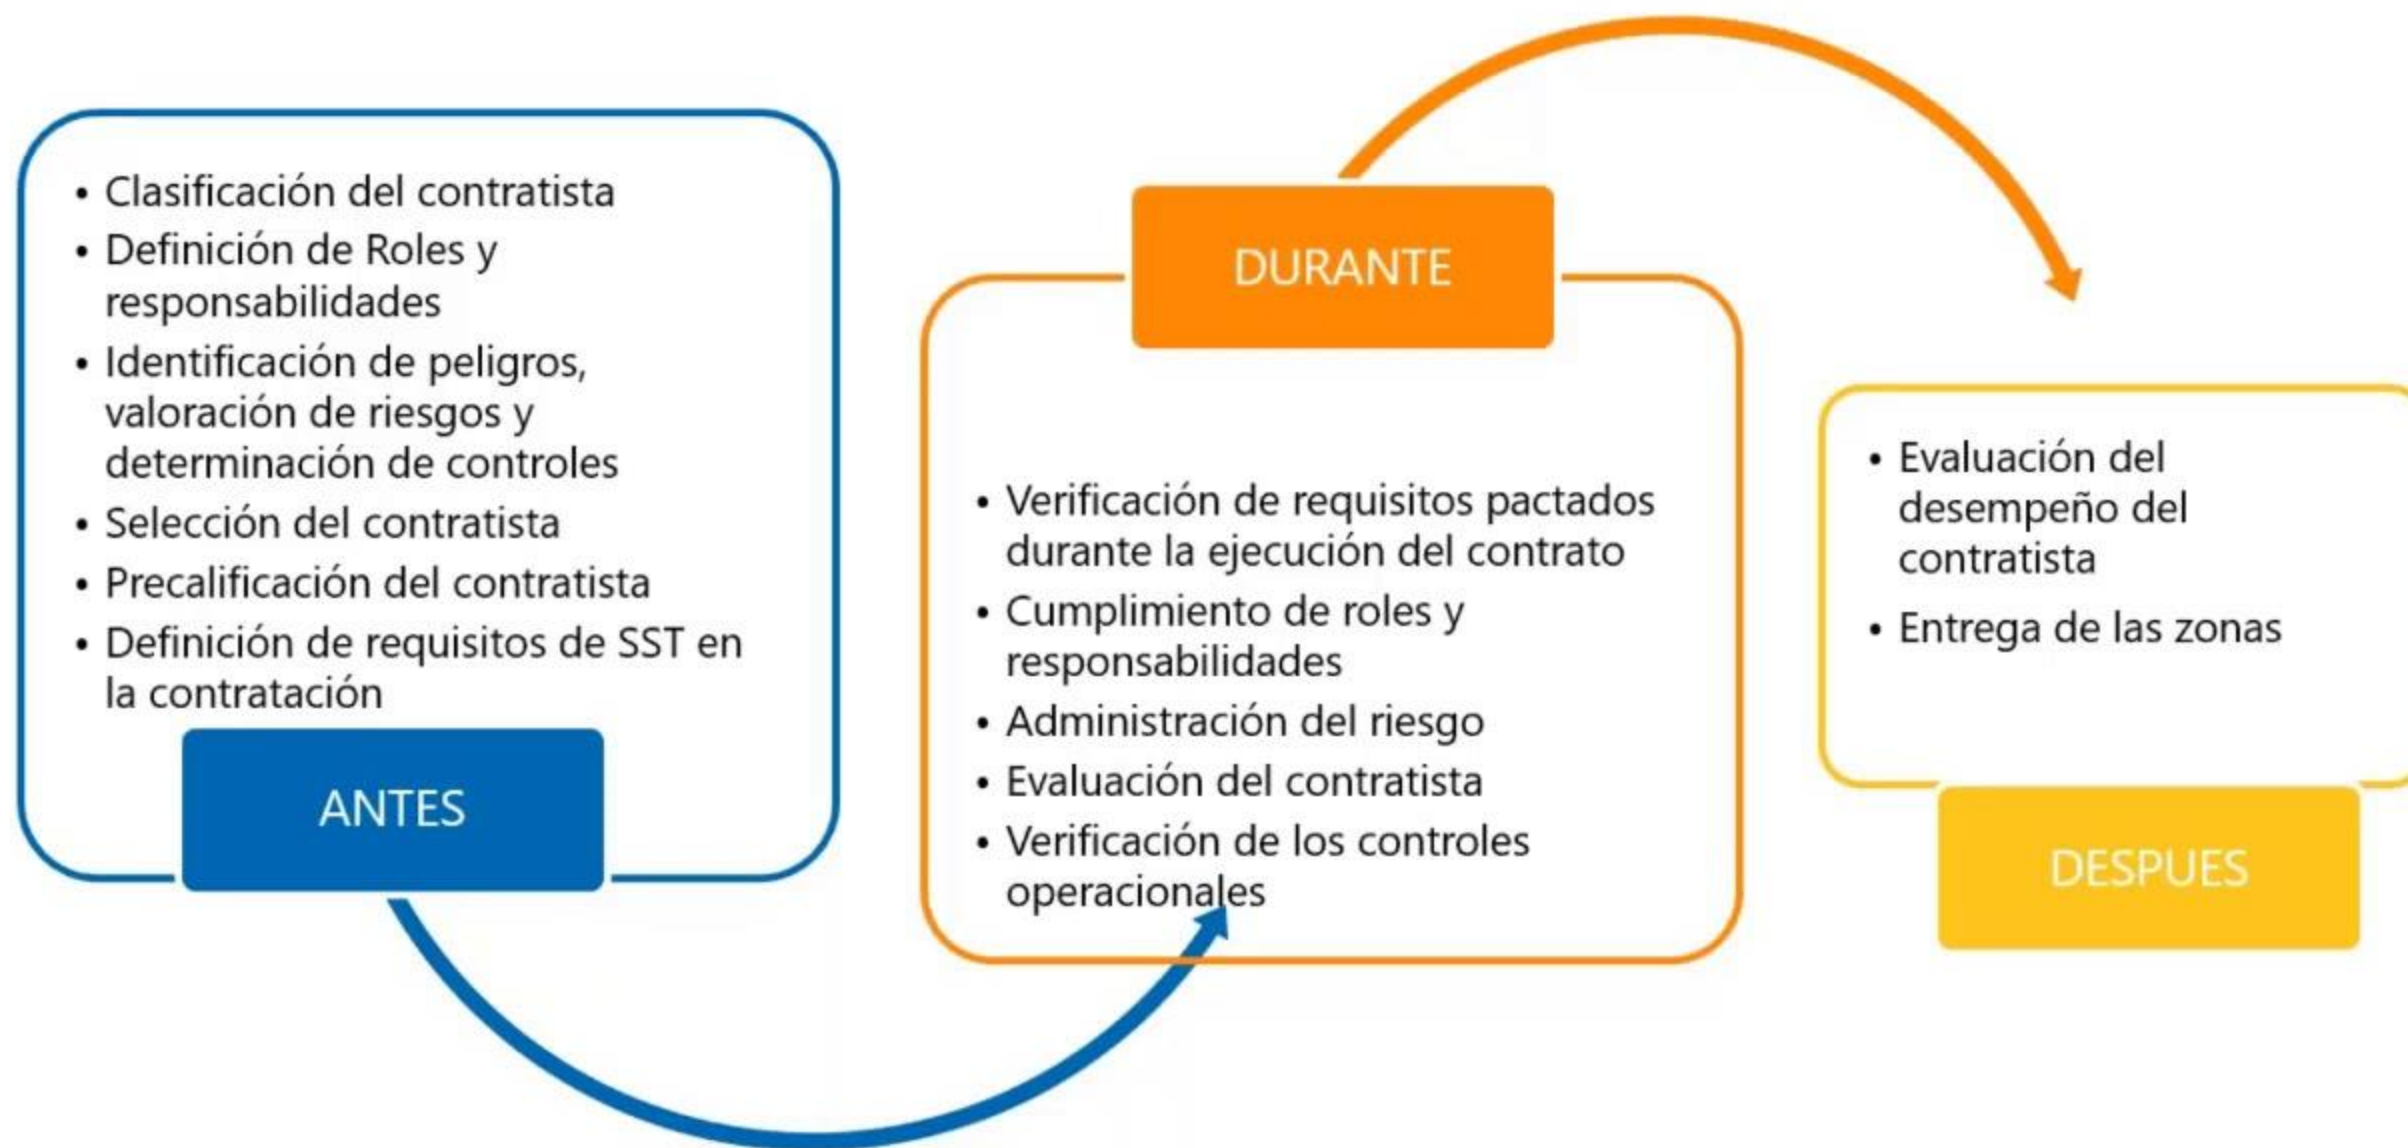 • Clasificación del contratista
• Definición de Roles y
responsabilidades
• Identificación de peligros,
valoración de riesgos y
determinación de controles
• Selección del contratista
• Precalificación del contratista
• Definición de requisitos de SST en
la contratación
ANTES
DURANTE
• Verificación de requisitos pactados
durante la ejecución del contrato
• Cumplimiento de roles y
responsabilidades
• Administración del riesgo
• Evaluación del contratista
• Verificación de los controles
operacionales
• Evaluación del
desempeño del
contratista
• Entrega de las zonas
DESPUES